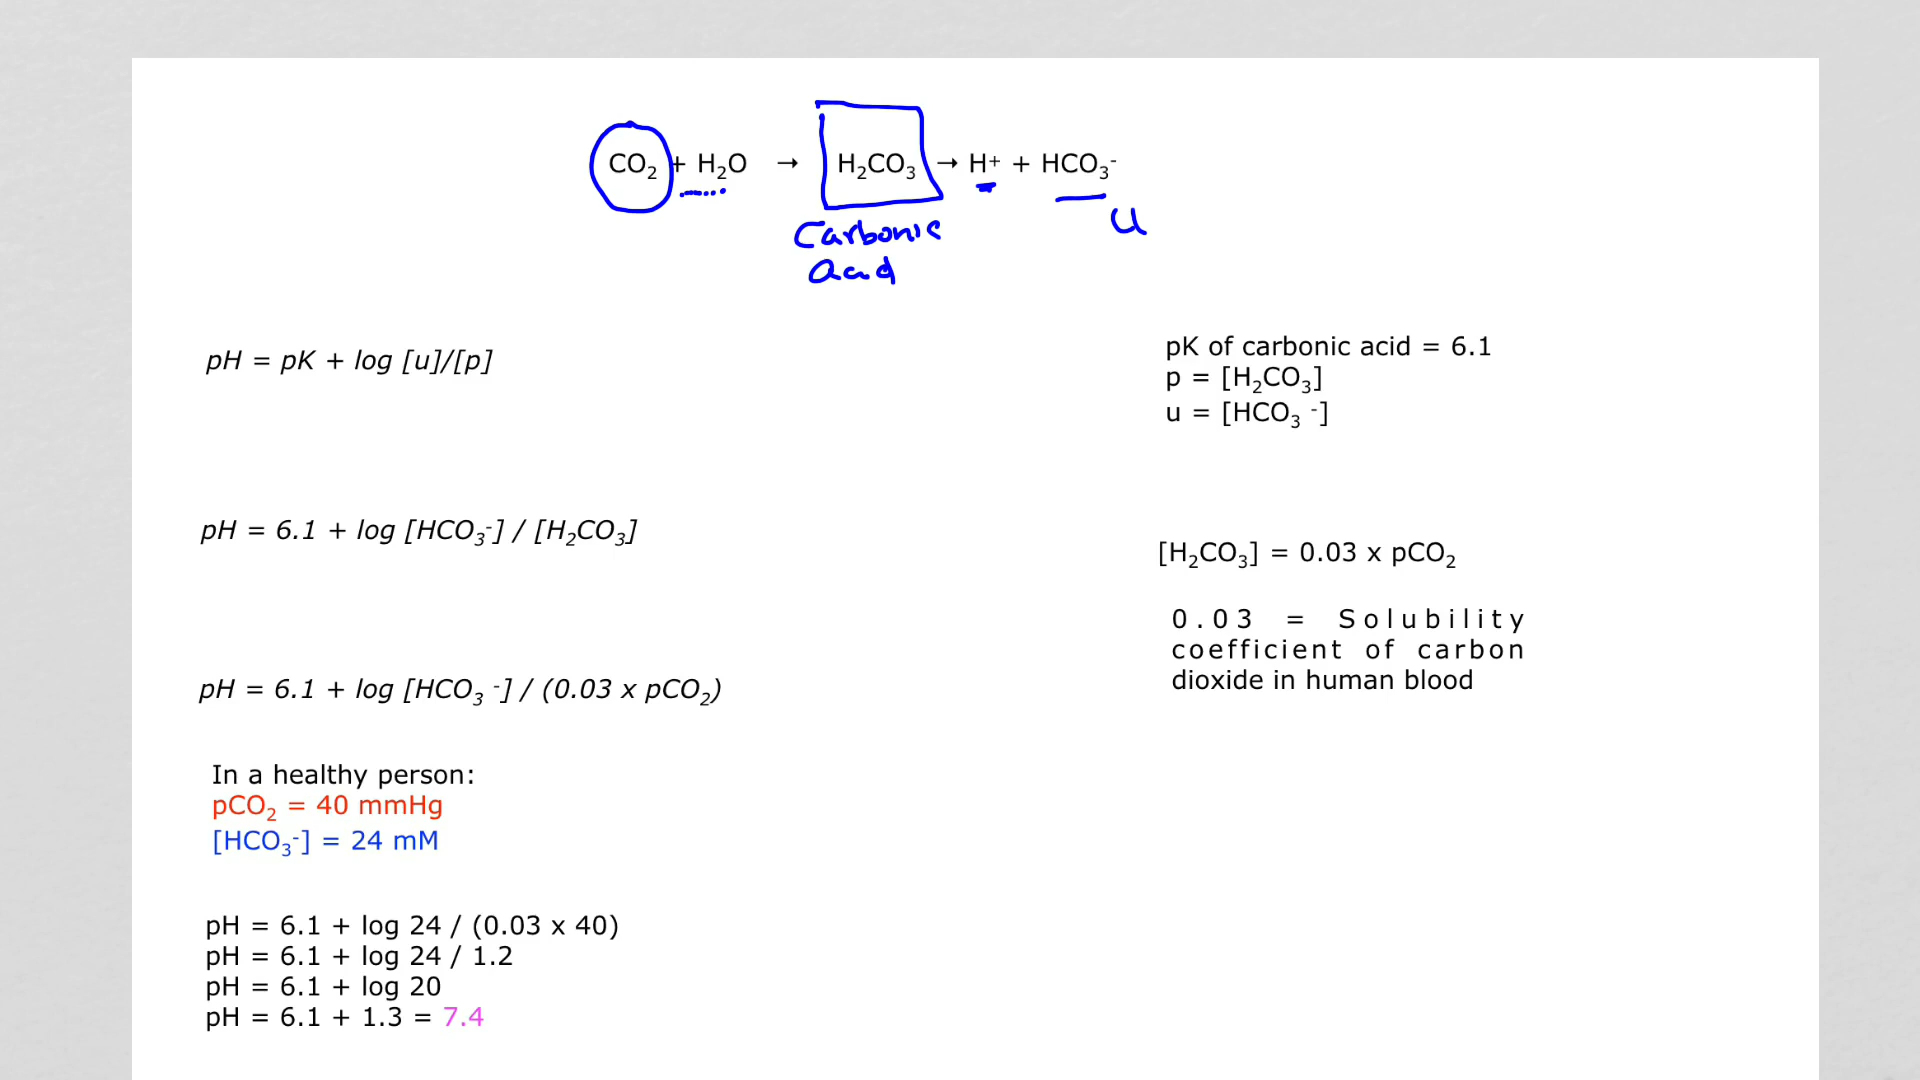 CO₂ + H₂O → H₂CO₃ → H⁺ + HCO₃⁻
u
Carbonic
acid
pH = pK + log [u]/[p]
pK of carbonic acid = 6.1
p = [H₂CO₃]
u = [HCO₃ ⁻]
pH = 6.1 + log [HCO₃⁻] / [H₂CO₃]
[H₂CO₃] = 0.03 x pCO₂
0.03 = Solubility
coefficient of carbon
dioxide in human blood
pH = 6.1 + log [HCO₃ ⁻] / (0.03 x pCO₂)
In a healthy person:
pCO₂ = 40 mmHg
[HCO₃⁻] = 24 mM
pH = 6.1 + log 24 / (0.03 x 40)
pH = 6.1 + log 24 / 1.2
pH = 6.1 + log 20
pH = 6.1 + 1.3 = 7.4